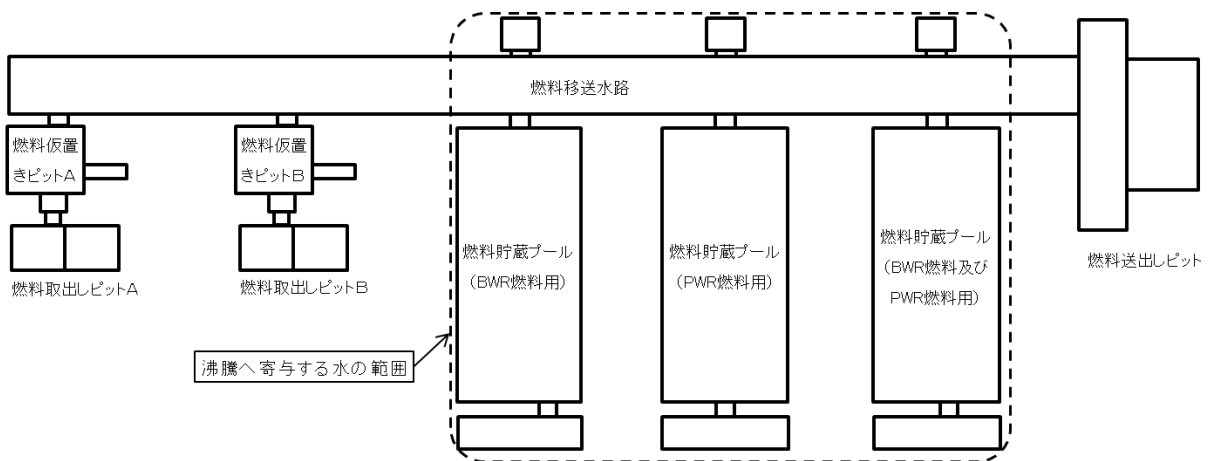 燃料移送水路
燃料仮置
きピットA
燃料仮置
きピットB
燃料取出しピットA
燃料取出しピットB
燃料貯蔵プール
（BWR燃料用）
燃料貯蔵プール
（PWR燃料用）
燃料貯蔵プール
（BWR燃料及び
PWR燃料用）
燃料送出しピット
沸騰へ寄与する水の範囲